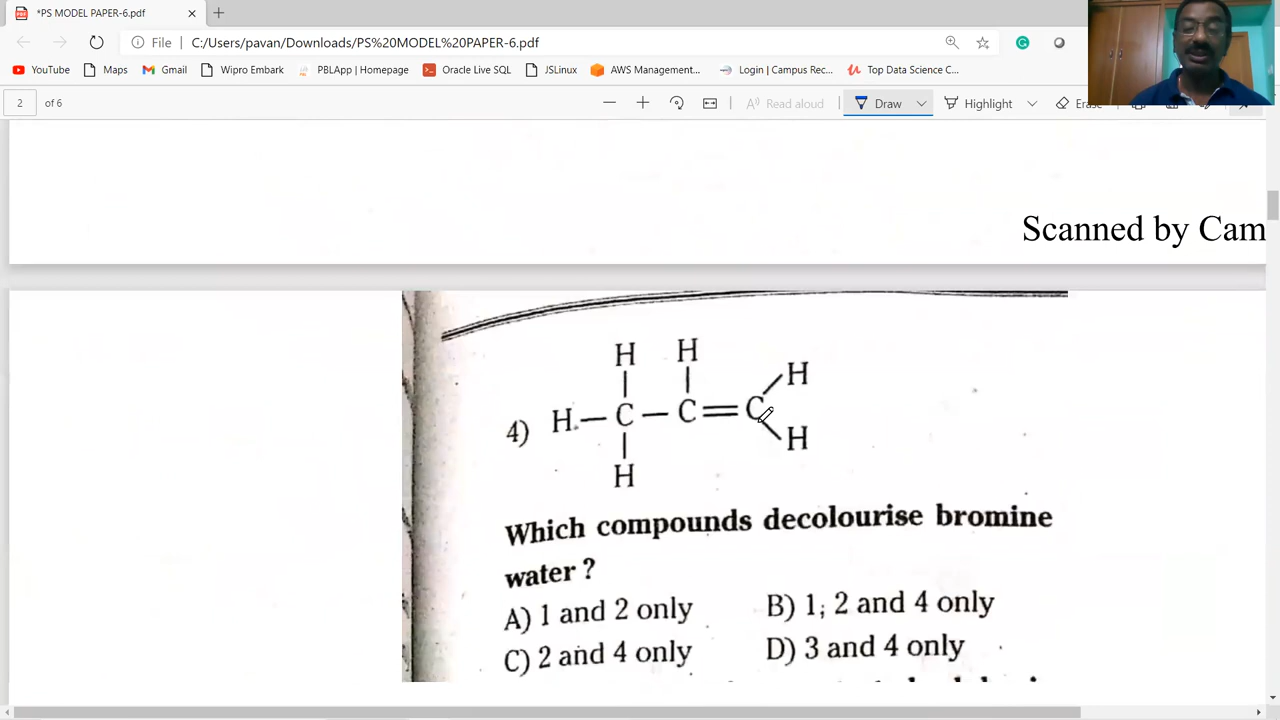 *PS MODEL PAPER-6.pdf
File C:/Users/pavan/Downloads/PS%20MODEL%20PAPER-6.pdf
YouTube Maps Gmail Wipro Embark PBLApp | Homepage Oracle Live SQL JSLinux AWS Management... Login | Campus Rec... Top Data Science C...
2 of 6 Read aloud Draw Highlight Erase
Scanned by Cam
H H
H
H C C C
4)
H
H
Which compounds decolourise bromine
water ?
A) 1 and 2 only B) 1, 2 and 4 only
C) 2 and 4 only D) 3 and 4 only